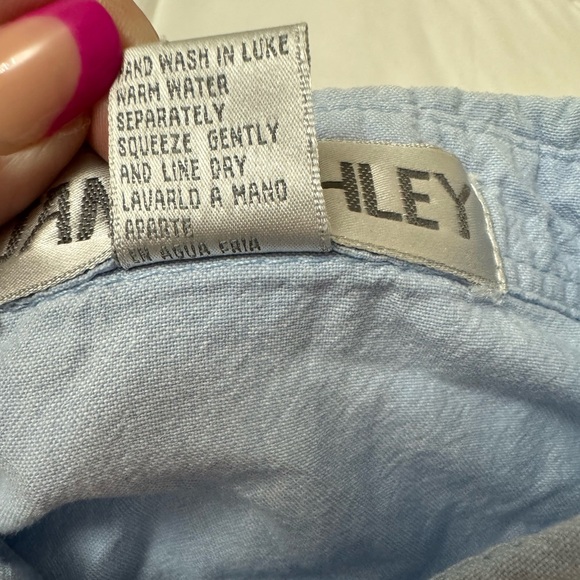 HAND WASH IN LUKE
WARM WATER
SEPARATELY
SQUEEZE GENTLY
AND LINE DRY
LAVARLO A MANO
APARTE
EN AGUA FRIA
HLEY